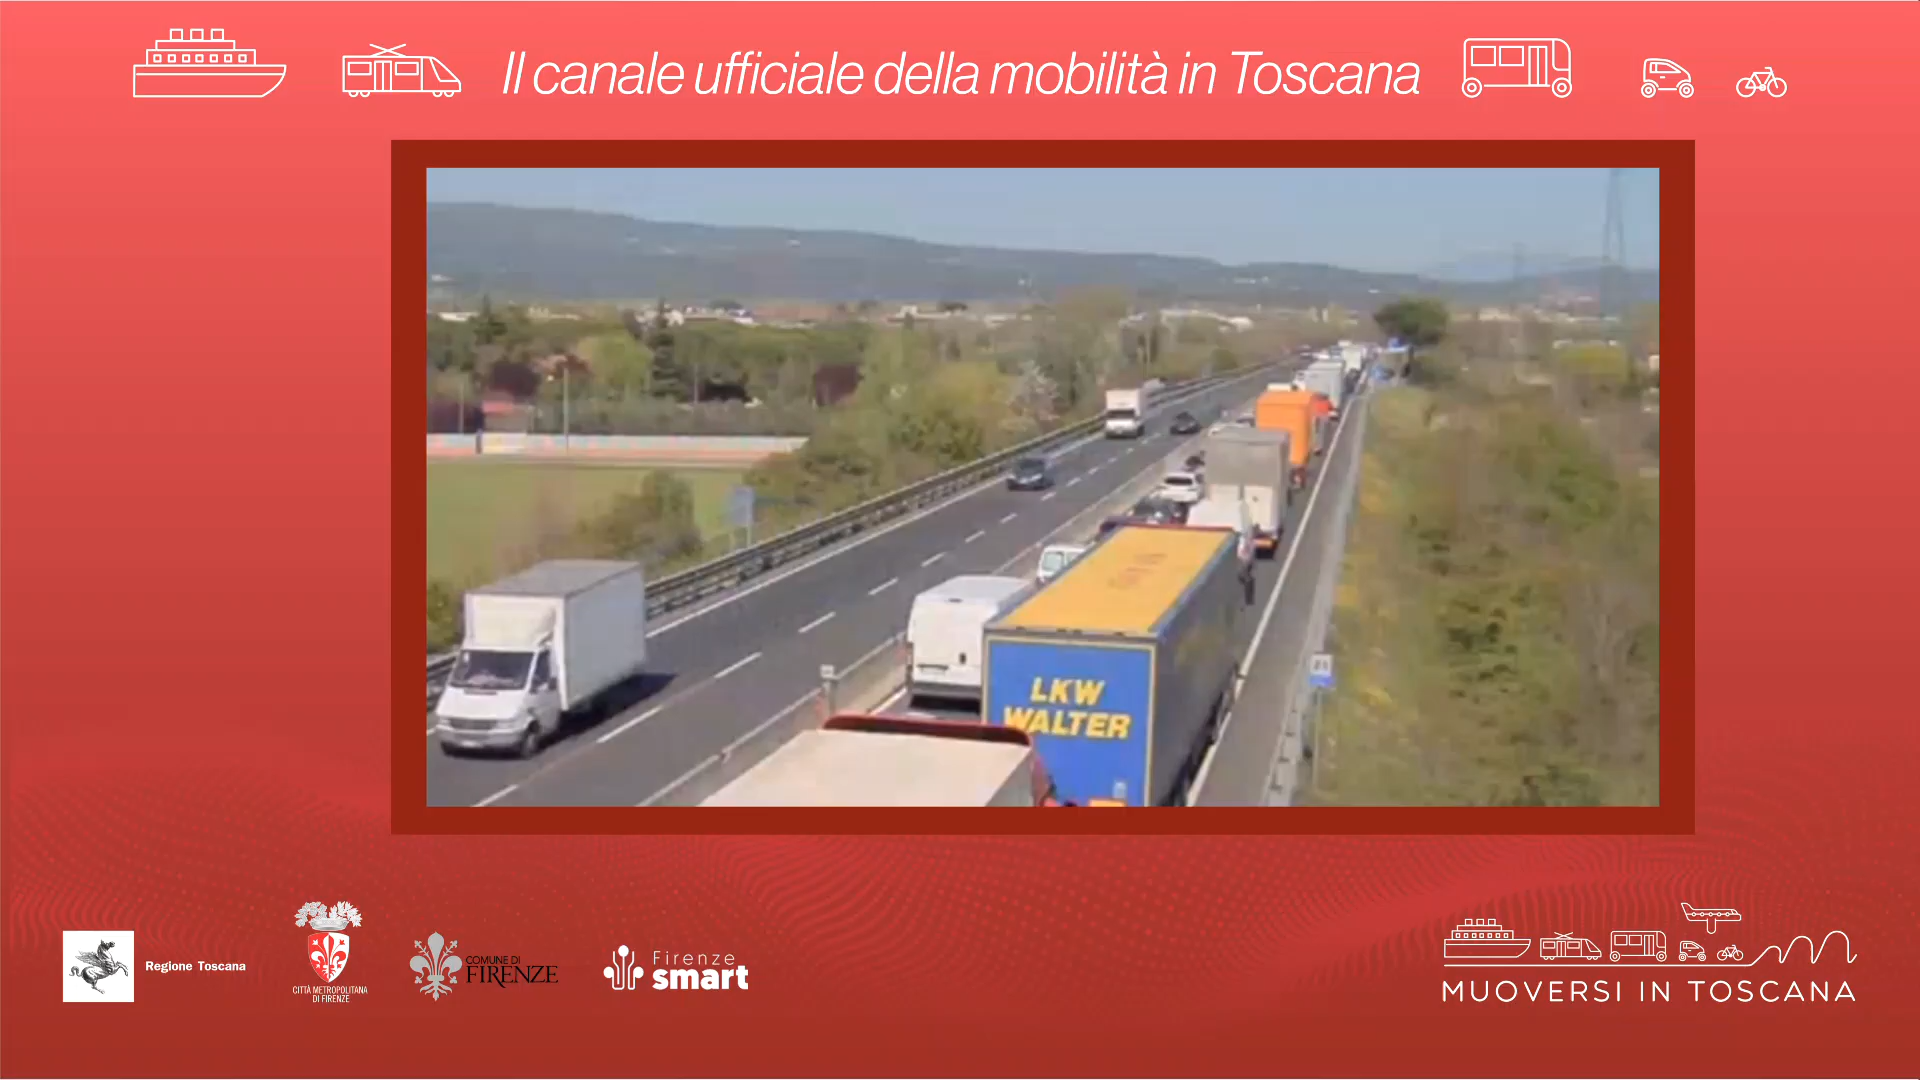 Il canale ufficiale della mobilità in Toscana
LKW
WALTER
Regione Toscana
CITTÀ METROPOLITANA
DI FIRENZE
COMUNE DI
FIRENZE
Firenze
smart
MUOVERSI IN TOSCANA